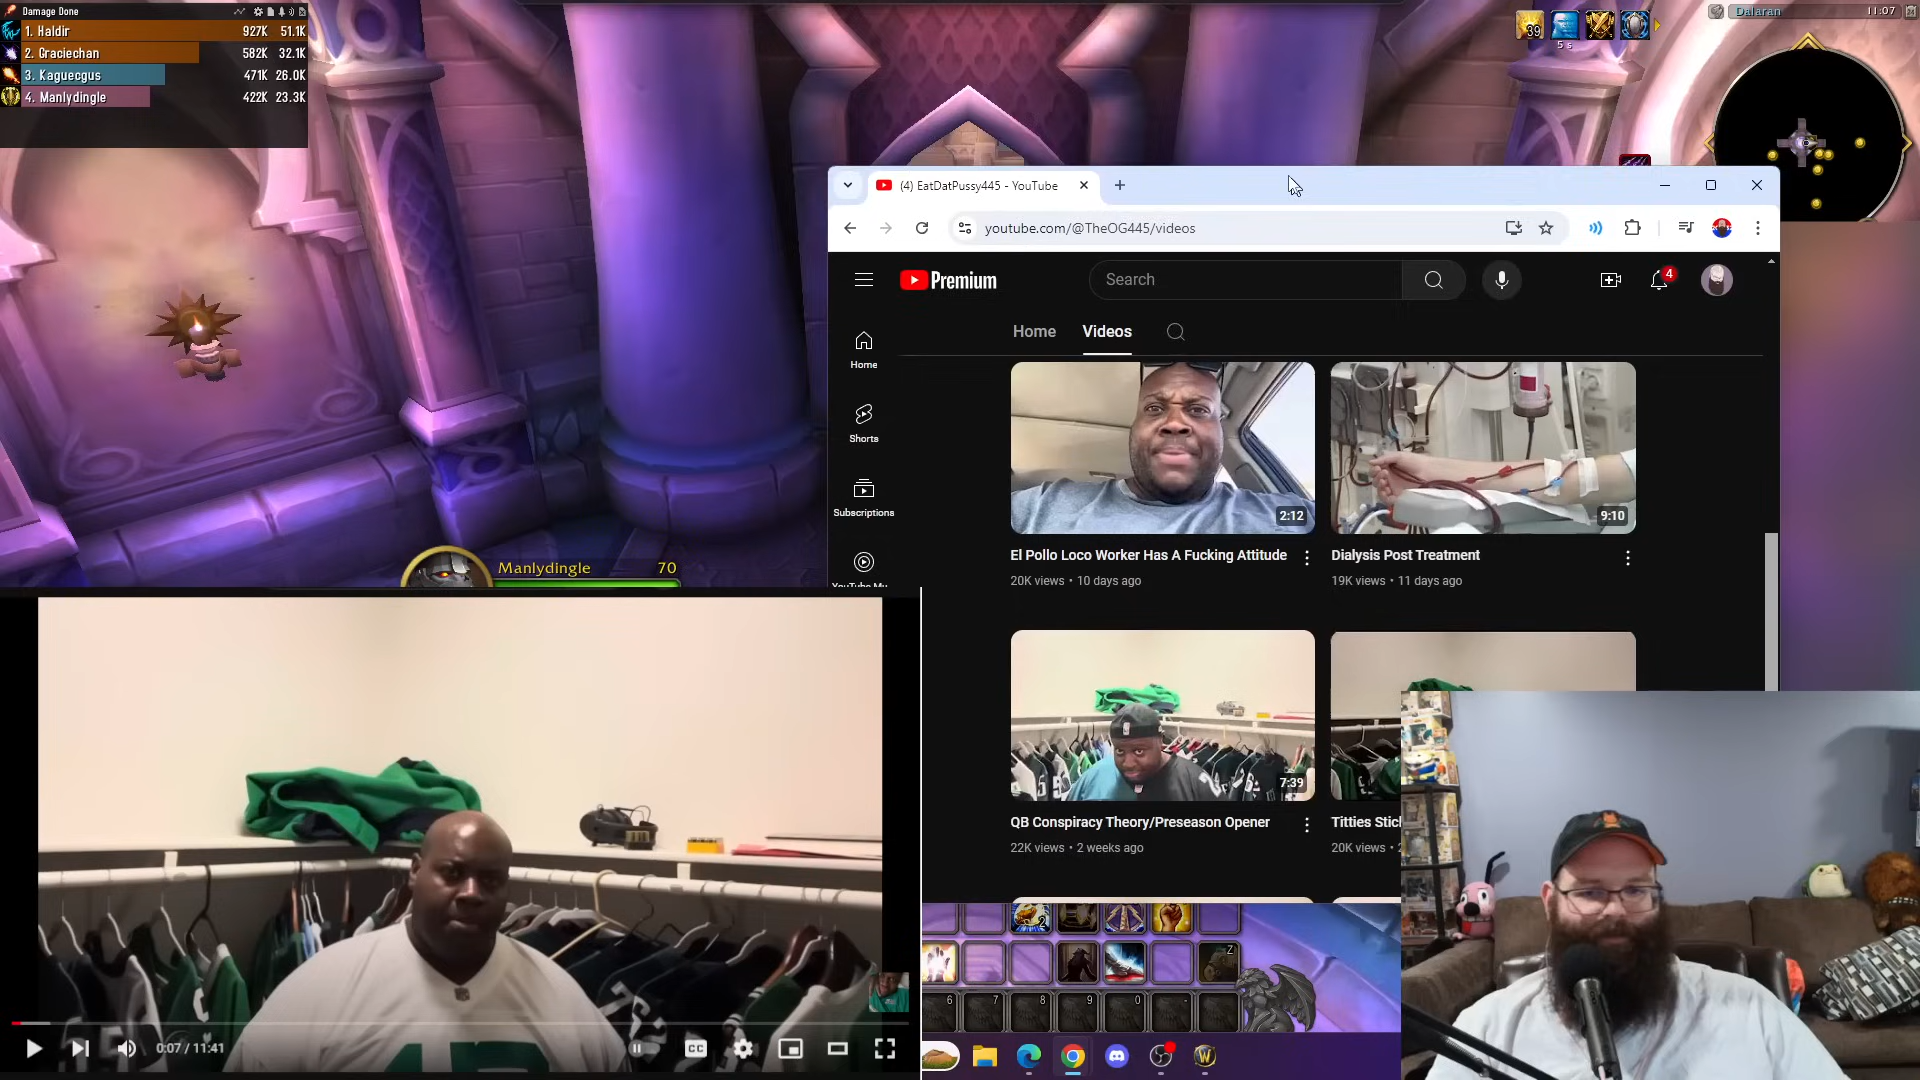 Damage Done
1. Haldir 927K 51.1K
2. Graciechan 582K 32.1K
3. Kaguecgus 471K 26.0K
4. Manlydingle 422K 23.3K
39
5 s
Dalaran 11:07
(4) EatDatPussy445 - YouTube
youtube.com/@TheOG445/videos
Premium
Search
4
Home Videos
Home
Shorts
Subscriptions
2:12
9:10
El Pollo Loco Worker Has A Fucking Attitude
20K views • 10 days ago
Dialysis Post Treatment
19K views • 11 days ago
Manlydingle 70
7:39
QB Conspiracy Theory/Preseason Opener
22K views • 2 weeks ago
Titties
20K views •
2
Z
6 7 8 9 0 -
0:07 / 11:41
CC